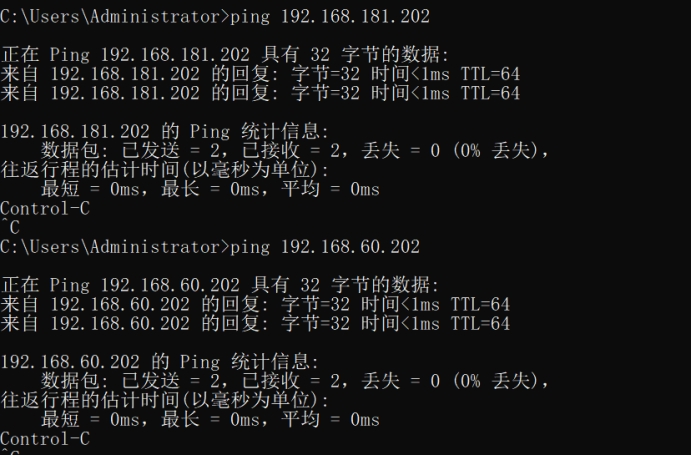 C:\Users\Administrator>ping 192.168.181.202
正在 Ping 192.168.181.202 具有 32 字节的数据:
来自 192.168.181.202 的回复: 字节=32 时间<1ms TTL=64
来自 192.168.181.202 的回复: 字节=32 时间<1ms TTL=64
192.168.181.202 的 Ping 统计信息:
    数据包: 已发送 = 2，已接收 = 2，丢失 = 0 (0% 丢失)，
往返行程的估计时间(以毫秒为单位):
    最短 = 0ms，最长 = 0ms，平均 = 0ms
Control-C
^C
C:\Users\Administrator>ping 192.168.60.202
正在 Ping 192.168.60.202 具有 32 字节的数据:
来自 192.168.60.202 的回复: 字节=32 时间<1ms TTL=64
来自 192.168.60.202 的回复: 字节=32 时间<1ms TTL=64
192.168.60.202 的 Ping 统计信息:
    数据包: 已发送 = 2，已接收 = 2，丢失 = 0 (0% 丢失)，
往返行程的估计时间(以毫秒为单位):
    最短 = 0ms，最长 = 0ms，平均 = 0ms
Control-C